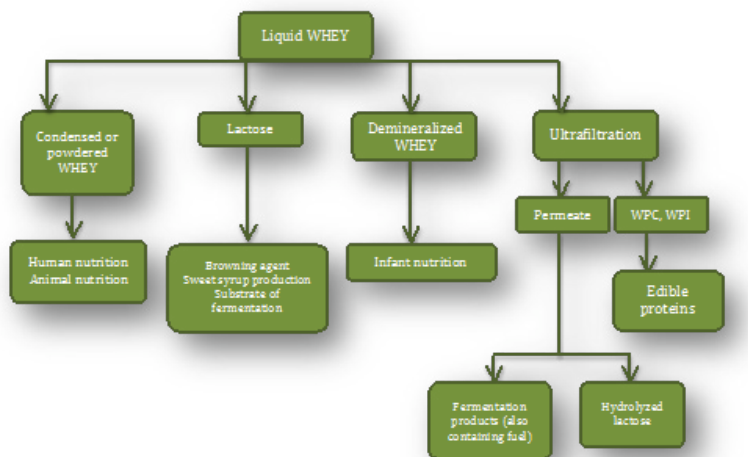 Liquid WHEY
Condensed or
powdered
WHEY
Lactose
Demineralized
WHEY
Ultrafiltration
Permeate
WPC, WPI
Human nutrition
Animal nutrition
Browning agent
Sweet syrup production
Substrate of
fermentation
Infant nutrition
Edible
proteins
Fermentation
products (also
containing fuel)
Hydrolyzed
lactose